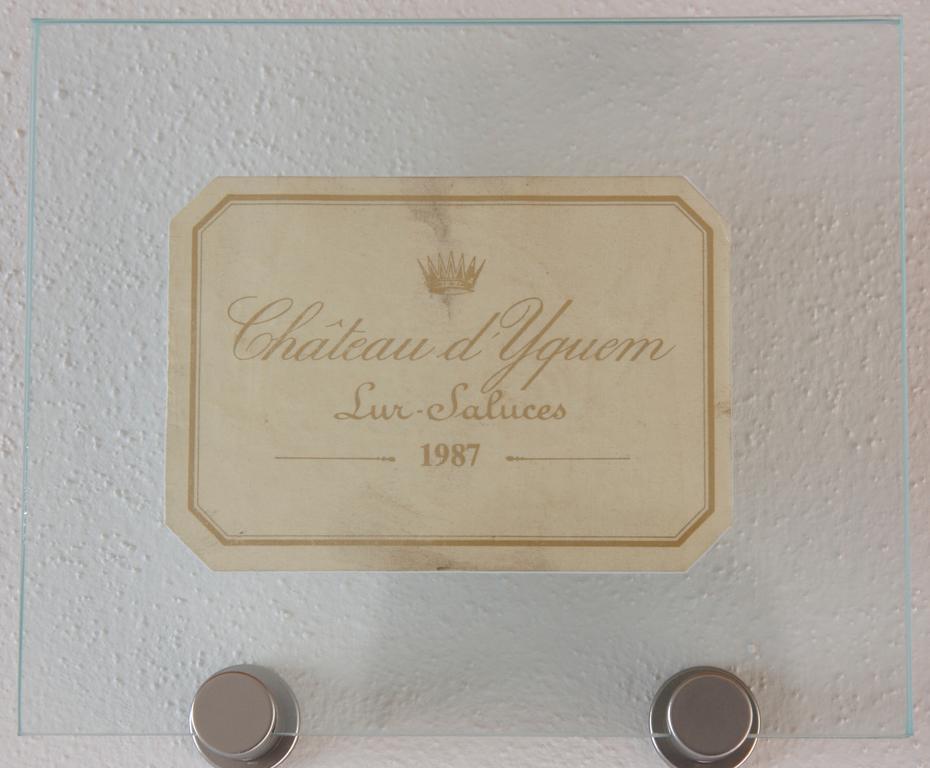 Château d'Yquem
Lur-Saluces
1987